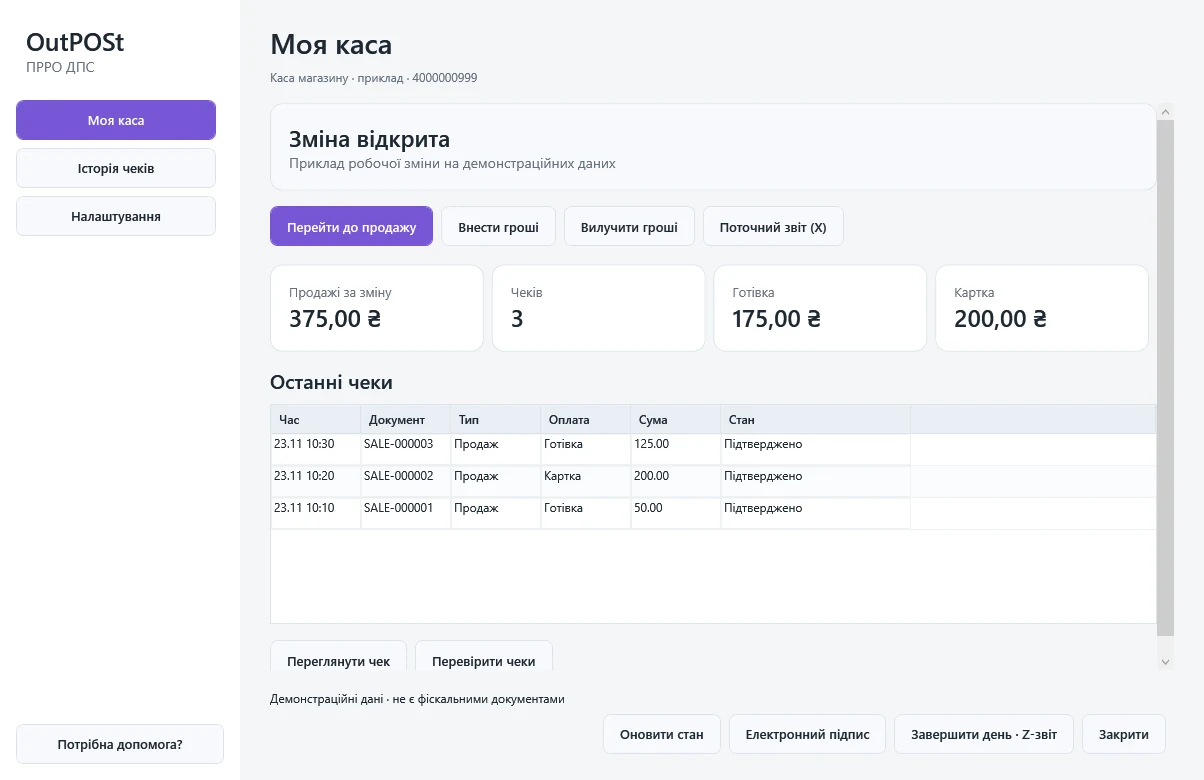 OutPOSt
ПРРО ДПС
Моя каса
Історія чеків
Налаштування
Потрібна допомога?
Моя каса
Каса магазину · приклад · 4000000999
Зміна відкрита
Приклад робочої зміни на демонстраційних даних
Перейти до продажу Внести гроші Вилучити гроші Поточний звіт (X)
Продажі за зміну Чеків Готівка Картка
375,00 ₴ 3 175,00 ₴ 200,00 ₴
Останні чеки
Час Документ Тип Оплата Сума Стан
23.11 10:30 SALE-000003 Продаж Готівка 125.00 Підтверджено
23.11 10:20 SALE-000002 Продаж Картка 200.00 Підтверджено
23.11 10:10 SALE-000001 Продаж Готівка 50.00 Підтверджено
Переглянути чек Перевірити чеки
Демонстраційні дані · не є фіскальними документами
Оновити стан Електронний підпис Завершити день · Z-звіт Закрити